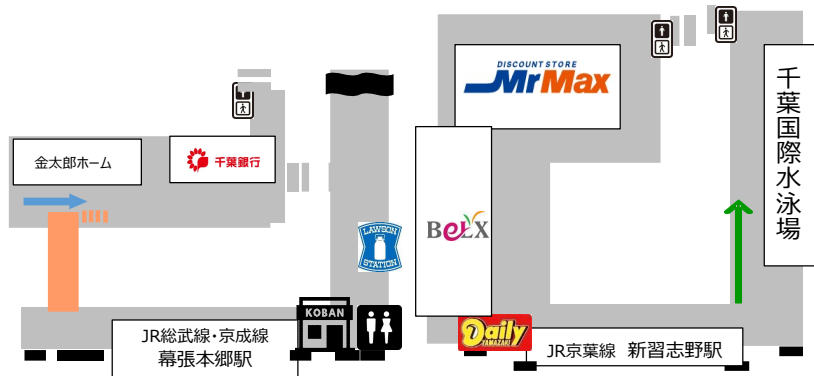 金太郎ホーム
千葉銀行
LAWSON
STATION
KOBAN
JR総武線・京成線
幕張本郷駅
DISCOUNT STORE
MrMax
BeLX
Daily
YAMAZAKI
JR京葉線 新習志野駅
千葉国際水泳場